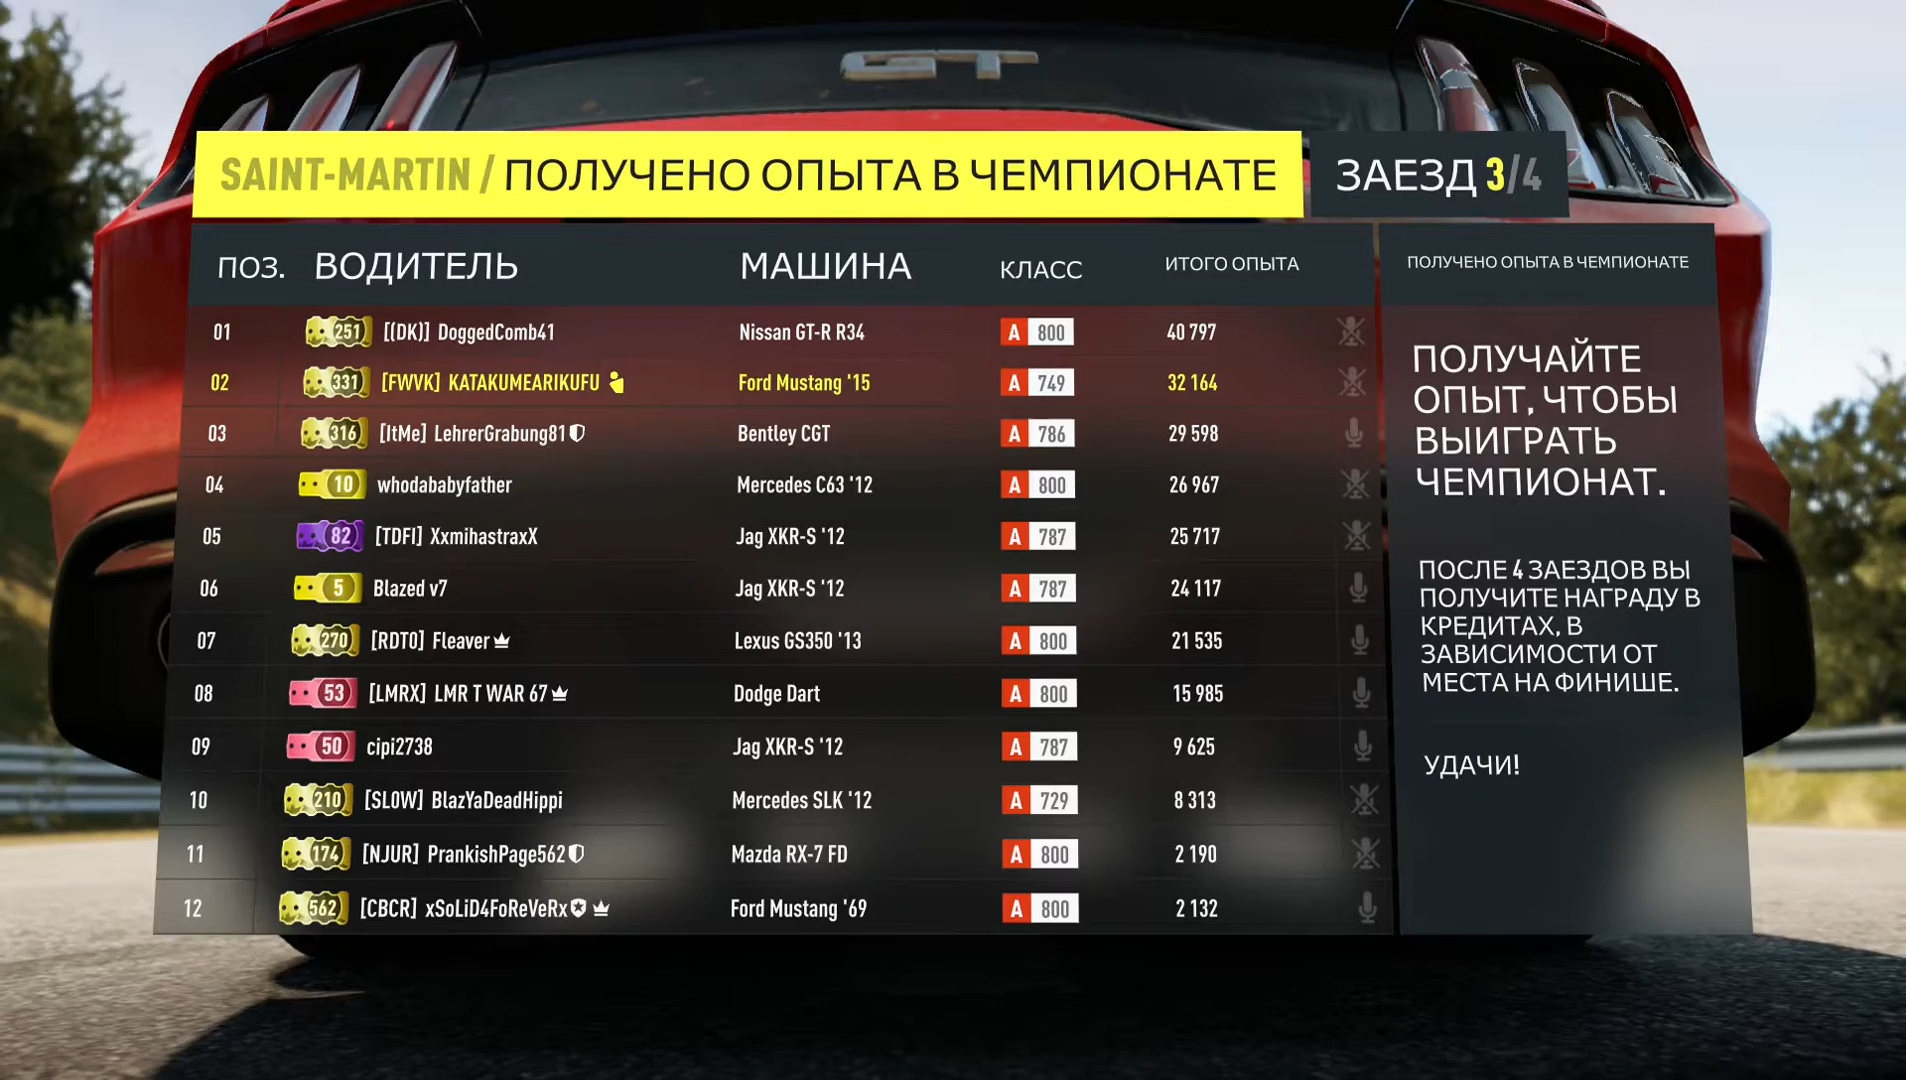 GT
SAINT-MARTIN / ПОЛУЧЕНО ОПЫТА В ЧЕМПИОНАТЕ ЗАЕЗД 3/4
ПОЗ. ВОДИТЕЛЬ МАШИНА КЛАСС ИТОГО ОПЫТА
01 251 [(DK)] DoggedComb41 Nissan GT-R R34 A 800 40 797
02 331 [FWVK] KATAKUMEARIKUFU Ford Mustang '15 A 749 32 164
03 316 [ItMe] LehrerGrabung81 Bentley CGT A 786 29 598
04 10 whodababyfather Mercedes C63 '12 A 800 26 967
05 82 [TDFI] XxmihastraxX Jag XKR-S '12 A 787 25 717
06 5 Blazed v7 Jag XKR-S '12 A 787 24 117
07 270 [RDT0] Fleaver Lexus GS350 '13 A 800 21 535
08 53 [LMRX] LMR T WAR 67 Dodge Dart A 800 15 985
09 50 cipi2738 Jag XKR-S '12 A 787 9 625
10 210 [SL0W] BlazYaDeadHippi Mercedes SLK '12 A 729 8 313
11 174 [NJUR] PrankishPage562 Mazda RX-7 FD A 800 2 190
12 562 [CBCR] xSoLiD4FoReVeRx Ford Mustang '69 A 800 2 132
ПОЛУЧЕНО ОПЫТА В ЧЕМПИОНАТЕ
ПОЛУЧАЙТЕ
ОПЫТ, ЧТОБЫ
ВЫИГРАТЬ
ЧЕМПИОНАТ.
ПОСЛЕ 4 ЗАЕЗДОВ ВЫ
ПОЛУЧИТЕ НАГРАДУ В
КРЕДИТАХ, В
ЗАВИСИМОСТИ ОТ
МЕСТА НА ФИНИШЕ.
УДАЧИ!